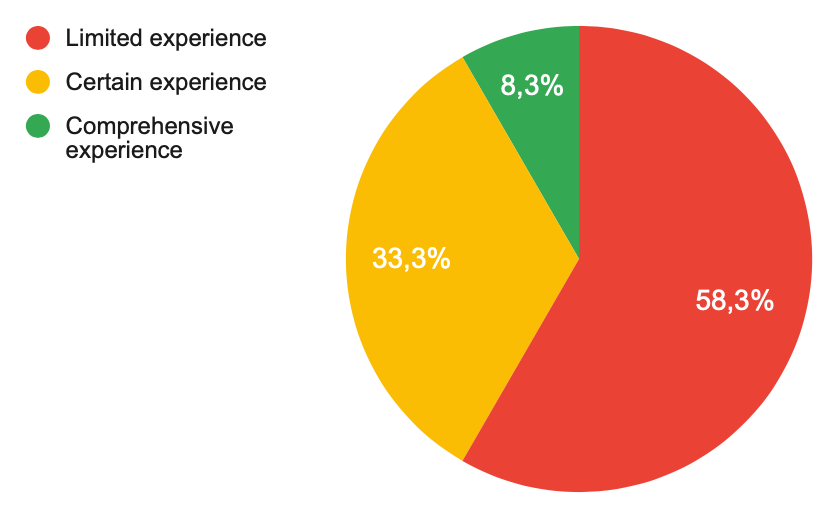 Limited experience
Certain experience
Comprehensive
experience
8,3%
33,3%
58,3%